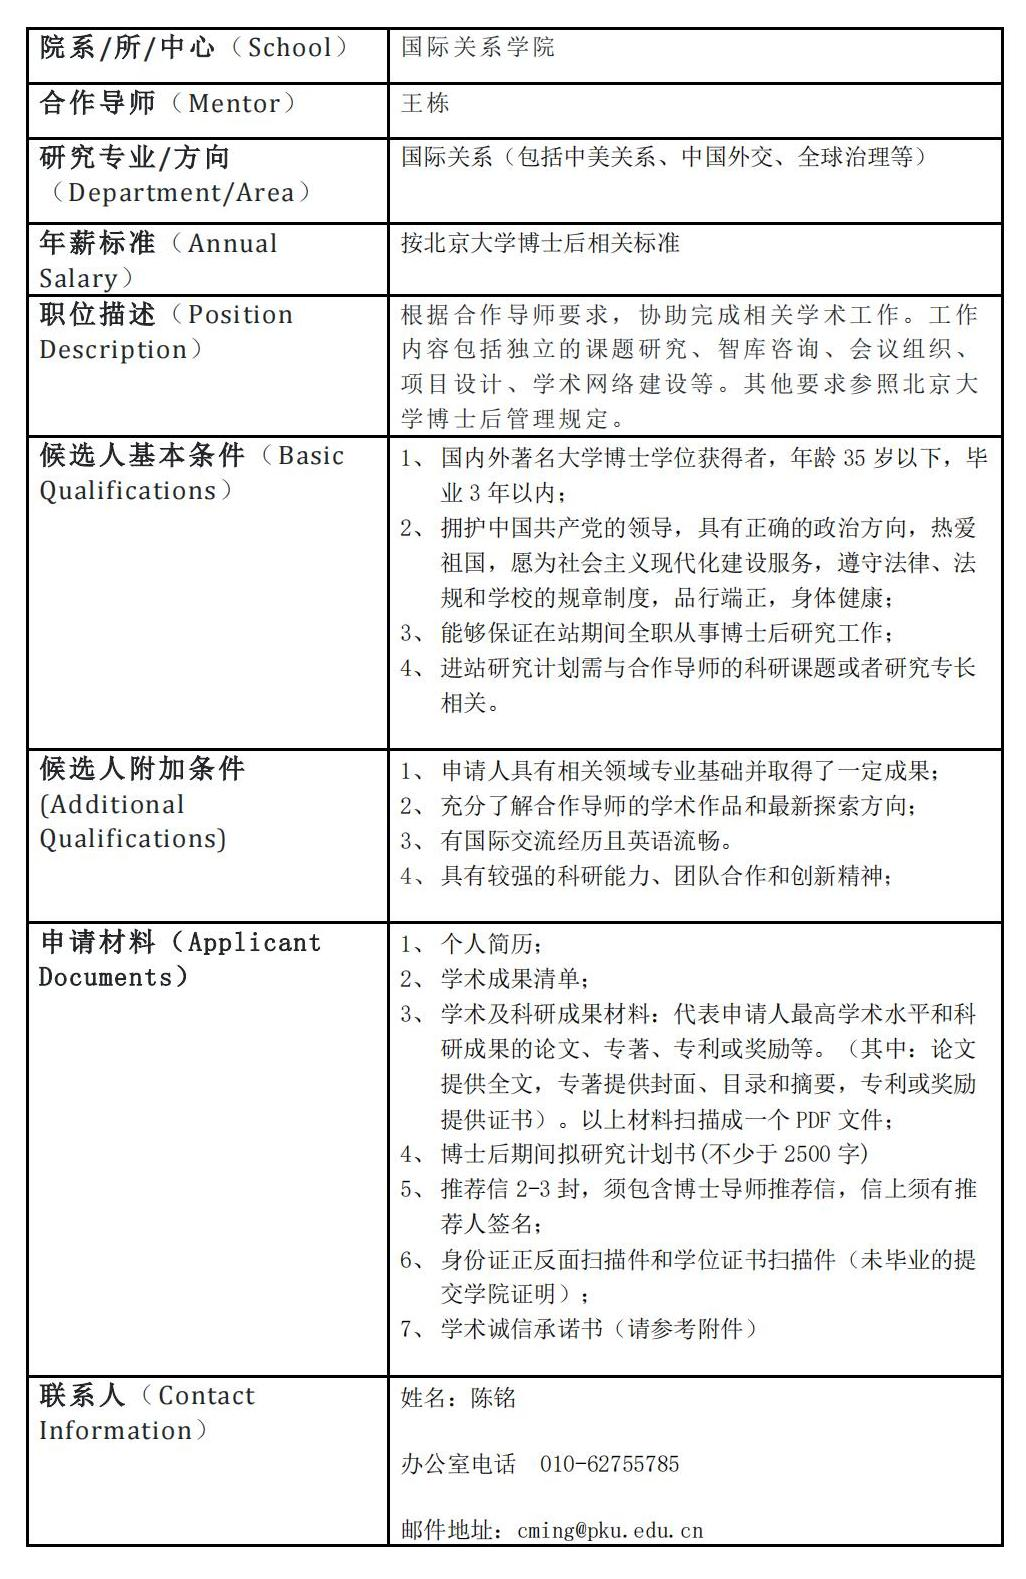 院系/所/中心（School）
国际关系学院
合作导师（Mentor）
王栋
研究专业/方向
（Department/Area）
国际关系（包括中美关系、中国外交、全球治理等）
年薪标准（Annual
Salary）
按北京大学博士后相关标准
职位描述（Position
Description）
根据合作导师要求，协助完成相关学术工作。工作
内容包括独立的课题研究、智库咨询、会议组织、
项目设计、学术网络建设等。其他要求参照北京大
学博士后管理规定。
候选人基本条件（Basic
Qualifications）
1、 国内外著名大学博士学位获得者，年龄 35 岁以下，毕
业 3 年以内；
2、 拥护中国共产党的领导，具有正确的政治方向，热爱
祖国，愿为社会主义现代化建设服务，遵守法律、法
规和学校的规章制度，品行端正，身体健康；
3、 能够保证在站期间全职从事博士后研究工作；
4、 进站研究计划需与合作导师的科研课题或者研究专长
相关。
候选人附加条件
(Additional
Qualifications)
1、 申请人具有相关领域专业基础并取得了一定成果；
2、 充分了解合作导师的学术作品和最新探索方向；
3、 有国际交流经历且英语流畅。
4、 具有较强的科研能力、团队合作和创新精神；
申请材料（Applicant
Documents）
1、 个人简历；
2、 学术成果清单；
3、 学术及科研成果材料：代表申请人最高学术水平和科
研成果的论文、专著、专利或奖励等。（其中：论文
提供全文，专著提供封面、目录和摘要，专利或奖励
提供证书）。以上材料扫描成一个 PDF 文件；
4、 博士后期间拟研究计划书(不少于 2500 字)
5、 推荐信 2-3 封，须包含博士导师推荐信，信上须有推
荐人签名；
6、 身份证正反面扫描件和学位证书扫描件（未毕业的提
交学院证明）；
7、 学术诚信承诺书（请参考附件）
联系人（Contact
Information）
姓名：陈铭
办公室电话 010-62755785
邮件地址：cming@pku.edu.cn